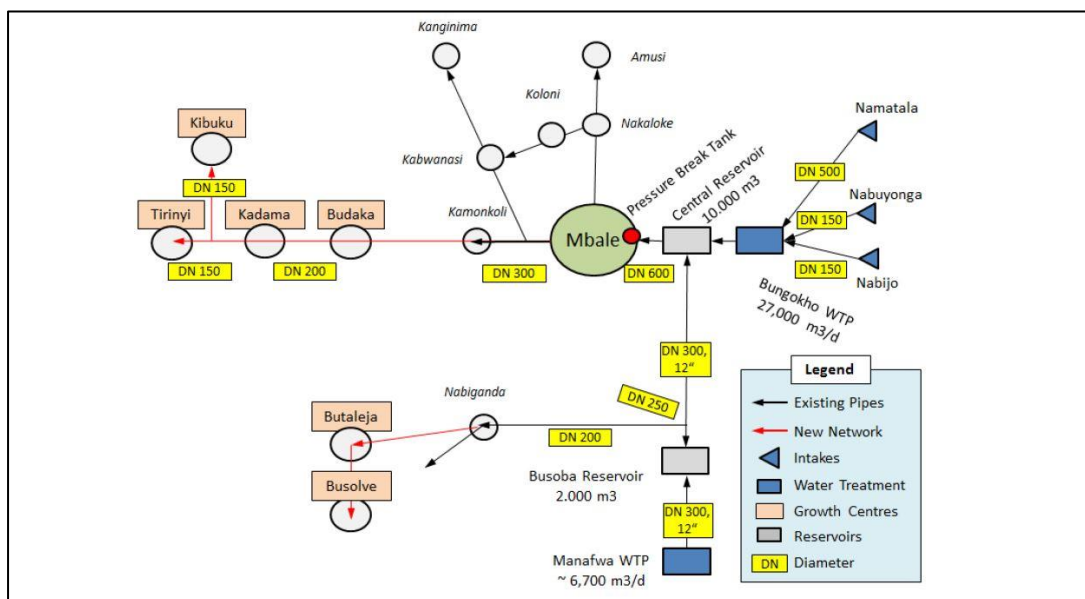 Kanginima
Amusi
Koloni
Nakaloke
Kabwanasi
Kamonkoli
Kibuku
DN 150
Tirinyi
Kadama
Budaka
DN 150
DN 200
DN 300
Mbale
Pressure Break Tank
Central Reservoir
10.000 m3
DN 600
Namatala
DN 500
Nabuyonga
DN 150
DN 150
Nabijo
Bungokho WTP
27,000 m3/d
DN 300,
12“
DN 250
Nabiganda
DN 200
Butaleja
Busolve
Busoba Reservoir
2.000 m3
DN 300,
12“
Manafwa WTP
~ 6,700 m3/d
Legend
Existing Pipes
New Network
Intakes
Water Treatment
Growth Centres
Reservoirs
DN Diameter